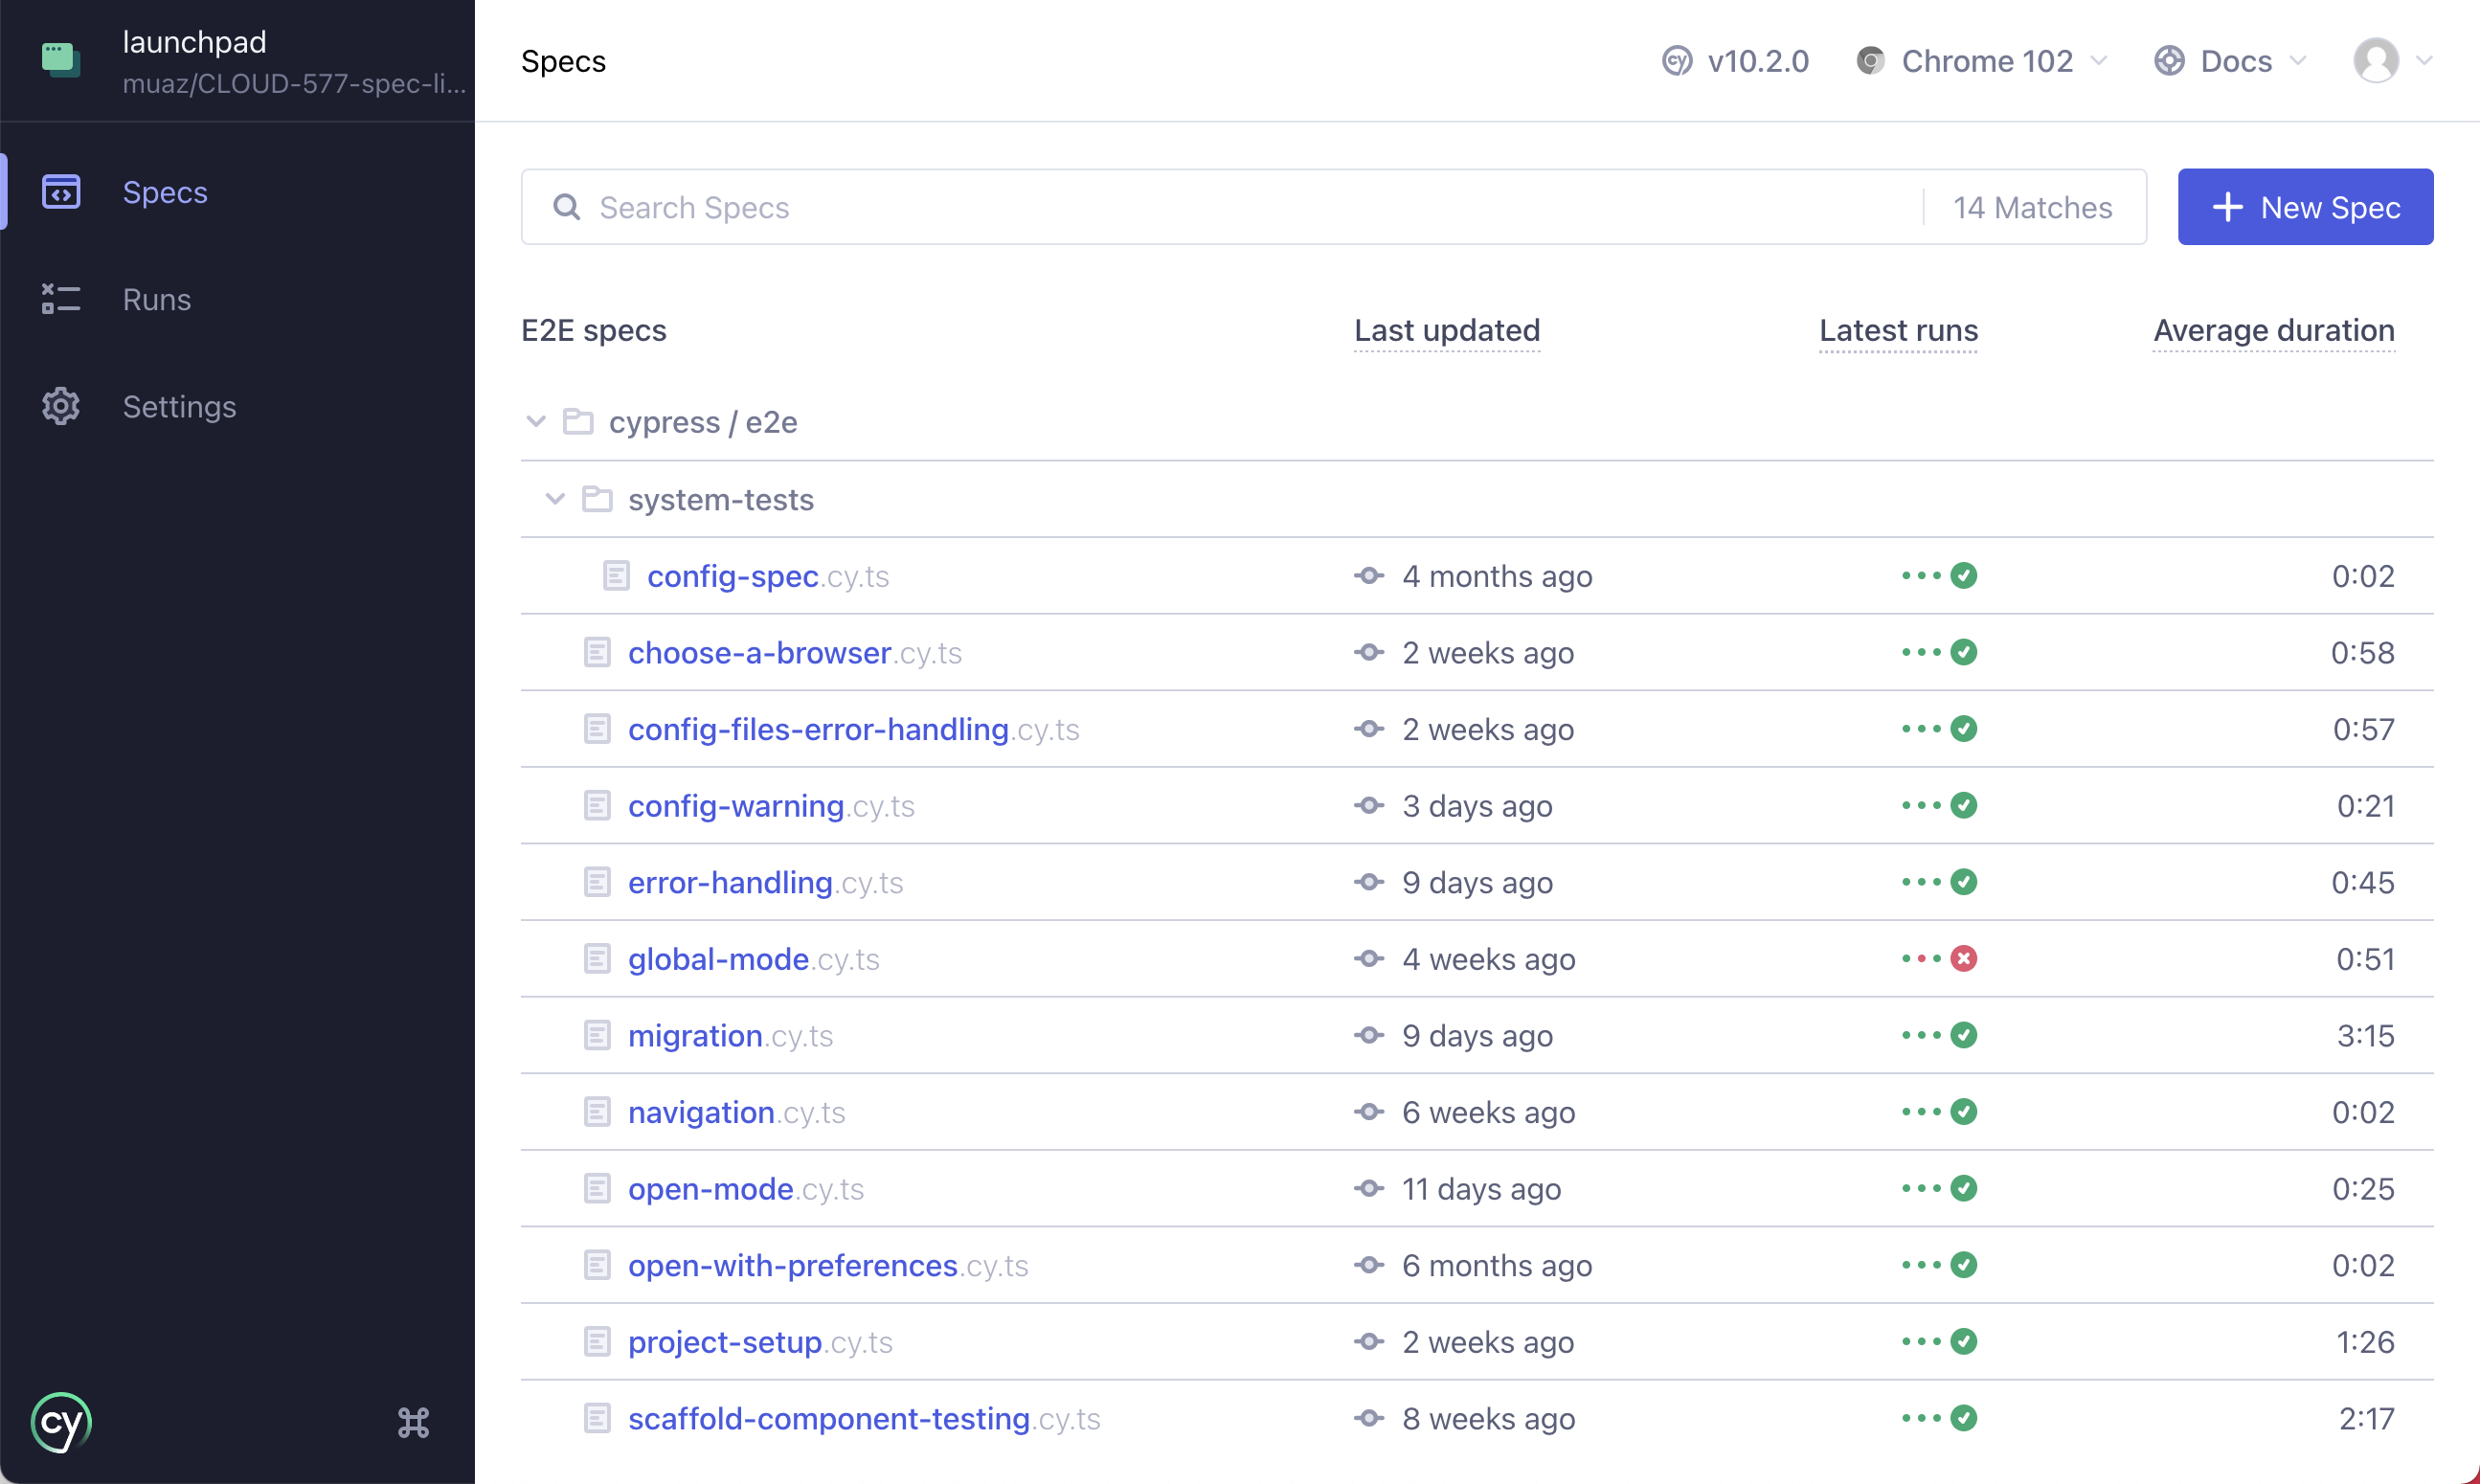 launchpad
muaz/CLOUD-577-spec-li...
Specs
Runs
Settings
cy
Specs
cy v10.2.0 Chrome 102 Docs
Search Specs 14 Matches New Spec
E2E specs Last updated Latest runs Average duration
cypress / e2e
system-tests
config-spec.cy.ts 4 months ago 0:02
choose-a-browser.cy.ts 2 weeks ago 0:58
config-files-error-handling.cy.ts 2 weeks ago 0:57
config-warning.cy.ts 3 days ago 0:21
error-handling.cy.ts 9 days ago 0:45
global-mode.cy.ts 4 weeks ago 0:51
migration.cy.ts 9 days ago 3:15
navigation.cy.ts 6 weeks ago 0:02
open-mode.cy.ts 11 days ago 0:25
open-with-preferences.cy.ts 6 months ago 0:02
project-setup.cy.ts 2 weeks ago 1:26
scaffold-component-testing.cy.ts 8 weeks ago 2:17